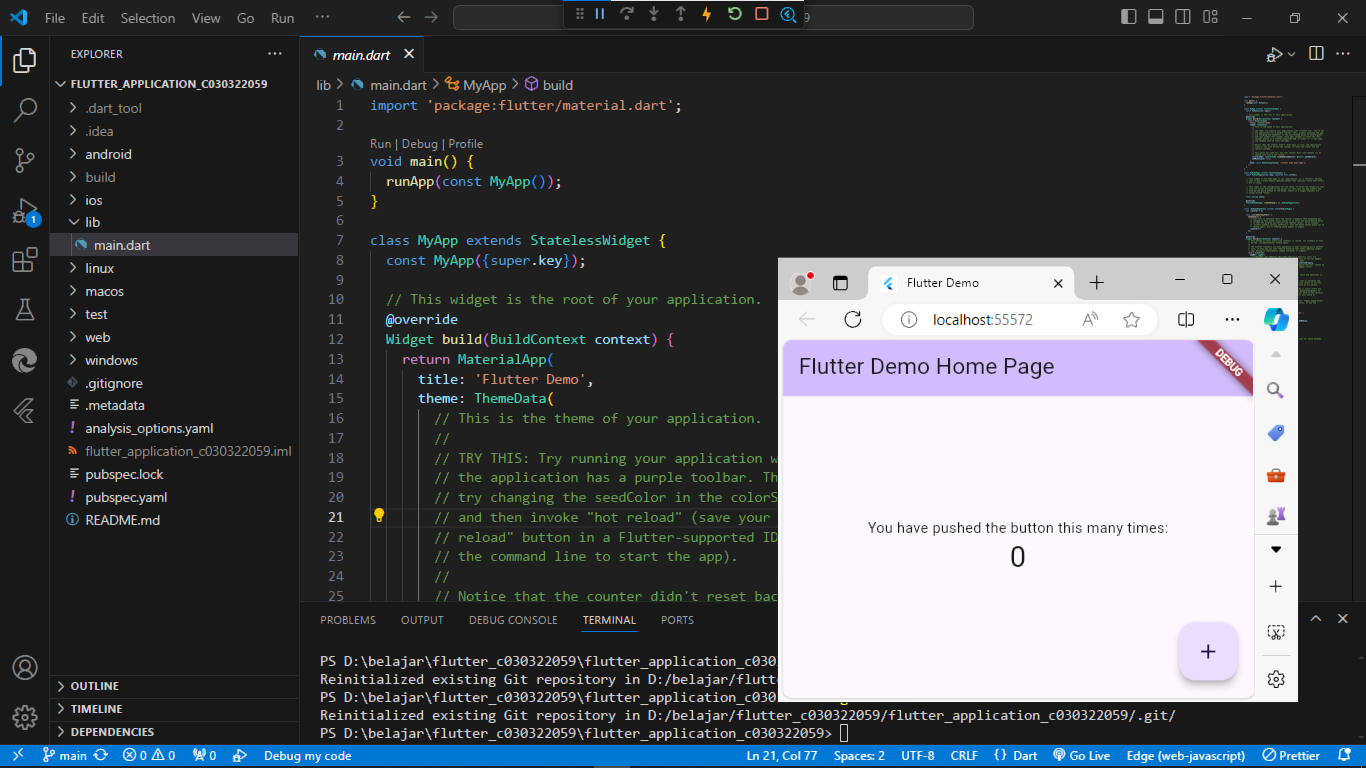 File Edit Selection View Go Run ···
9
EXPLORER ···
FLUTTER_APPLICATION_C030322059
.dart_tool
.idea
android
build
ios
lib
main.dart
linux
macos
test
web
windows
.gitignore
.metadata
analysis_options.yaml
flutter_application_c030322059.iml
pubspec.lock
pubspec.yaml
README.md
OUTLINE
TIMELINE
DEPENDENCIES
1
main.dart
lib > main.dart > MyApp > build
1 import 'package:flutter/material.dart';
2
Run | Debug | Profile
3 void main() {
4 runApp(const MyApp());
5 }
6
7 class MyApp extends StatelessWidget {
8 const MyApp({super.key});
9
10 // This widget is the root of your application.
11 @override
12 Widget build(BuildContext context) {
13 return MaterialApp(
14 title: 'Flutter Demo',
15 theme: ThemeData(
16 // This is the theme of your application.
17 //
18 // TRY THIS: Try running your application w
19 // the application has a purple toolbar. Th
20 // try changing the seedColor in the colorS
21 // and then invoke "hot reload" (save your
22 // reload" button in a Flutter-supported ID
23 // the command line to start the app).
24 //
25 // Notice that the counter didn't reset bac
PROBLEMS OUTPUT DEBUG CONSOLE TERMINAL PORTS
PS D:\belajar\flutter_c030322059\flutter_application_c030
Reinitialized existing Git repository in D:/belajar/flutt
PS D:\belajar\flutter_c030322059\flutter_application_c030
Reinitialized existing Git repository in D:/belajar/flutter_c030322059/flutter_application_c030322059/.git/
PS D:\belajar\flutter_c030322059\flutter_application_c030322059>
Flutter Demo
localhost:55572
Flutter Demo Home Page
DEBUG
You have pushed the button this many times:
0
+
main 0 0 0 Debug my code Ln 21, Col 77 Spaces: 2 UTF-8 CRLF {} Dart Go Live Edge (web-javascript) Prettier